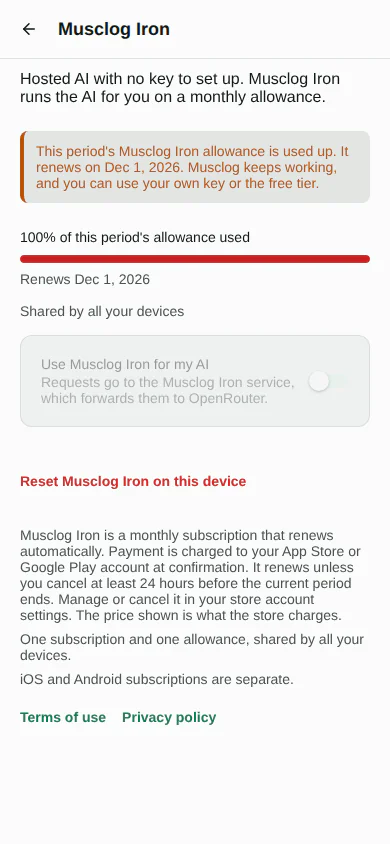 Musclog Iron
Hosted AI with no key to set up. Musclog Iron
runs the AI for you on a monthly allowance.
This period's Musclog Iron allowance is used up. It
renews on Dec 1, 2026. Musclog keeps working,
and you can use your own key or the free tier.
100% of this period's allowance used
Renews Dec 1, 2026
Shared by all your devices
Use Musclog Iron for my AI
Requests go to the Musclog Iron service,
which forwards them to OpenRouter.
Reset Musclog Iron on this device
Musclog Iron is a monthly subscription that renews
automatically. Payment is charged to your App Store or
Google Play account at confirmation. It renews unless
you cancel at least 24 hours before the current period
ends. Manage or cancel it in your store account
settings. The price shown is what the store charges.
One subscription and one allowance, shared by all your
devices.
iOS and Android subscriptions are separate.
Terms of use Privacy policy